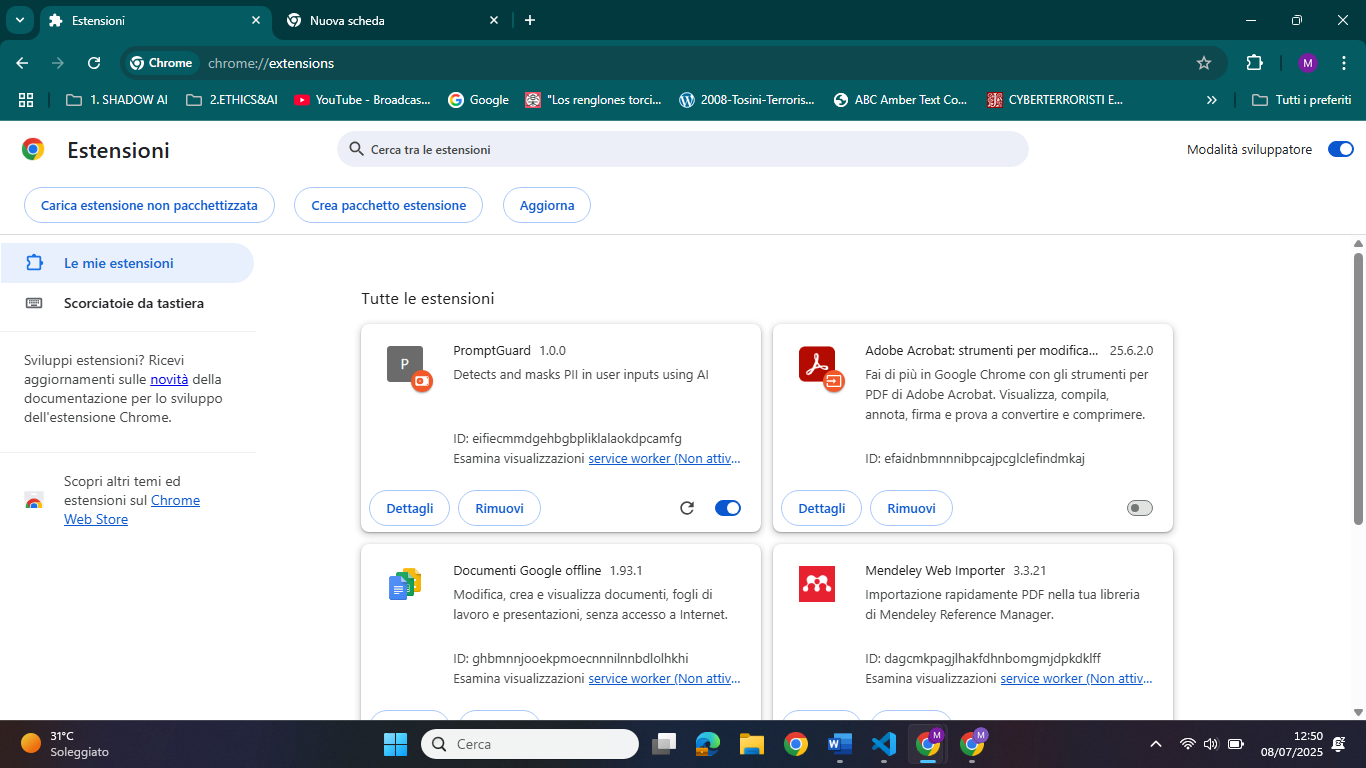 Estensioni
Nuova scheda
Chrome
chrome://extensions
M
1. SHADOW AI
2.ETHICS&AI
YouTube - Broadcas...
Google
"Los renglones torci...
2008-Tosini-Terroris...
ABC Amber Text Co...
CYBERTERRORISTI E...
»
Tutti i preferiti
Estensioni
Cerca tra le estensioni
Modalità sviluppatore
Carica estensione non pacchettizzata
Crea pacchetto estensione
Aggiorna
Le mie estensioni
Scorciatoie da tastiera
Sviluppi estensioni? Ricevi
aggiornamenti sulle novità della
documentazione per lo sviluppo
dell'estensione Chrome.
Scopri altri temi ed
estensioni sul Chrome
Web Store
Tutte le estensioni
P
PromptGuard 1.0.0
Detects and masks PII in user inputs using AI
ID: eifiecmmdgehbgbpliklalaokdpcamfg
Esamina visualizzazioni service worker (Non attiv...
Dettagli
Rimuovi
Adobe Acrobat: strumenti per modifica... 25.6.2.0
Fai di più in Google Chrome con gli strumenti per
PDF di Adobe Acrobat. Visualizza, compila,
annota, firma e prova a convertire e comprimere.
ID: efaidnbmnnnibpcajpcglclefindmkaj
Dettagli
Rimuovi
Documenti Google offline 1.93.1
Modifica, crea e visualizza documenti, fogli di
lavoro e presentazioni, senza accesso a Internet.
ID: ghbmnnjooekpmoecnnnilnnbdlolhkhi
Esamina visualizzazioni service worker (Non attiv...
Mendeley Web Importer 3.3.21
Importazione rapidamente PDF nella tua libreria
di Mendeley Reference Manager.
ID: dagcmkpagjlhakfdhnbomgmjdpkdklff
Esamina visualizzazioni service worker (Non attiv...
31°C
Soleggiato
Cerca
M
M
12:50
08/07/2025